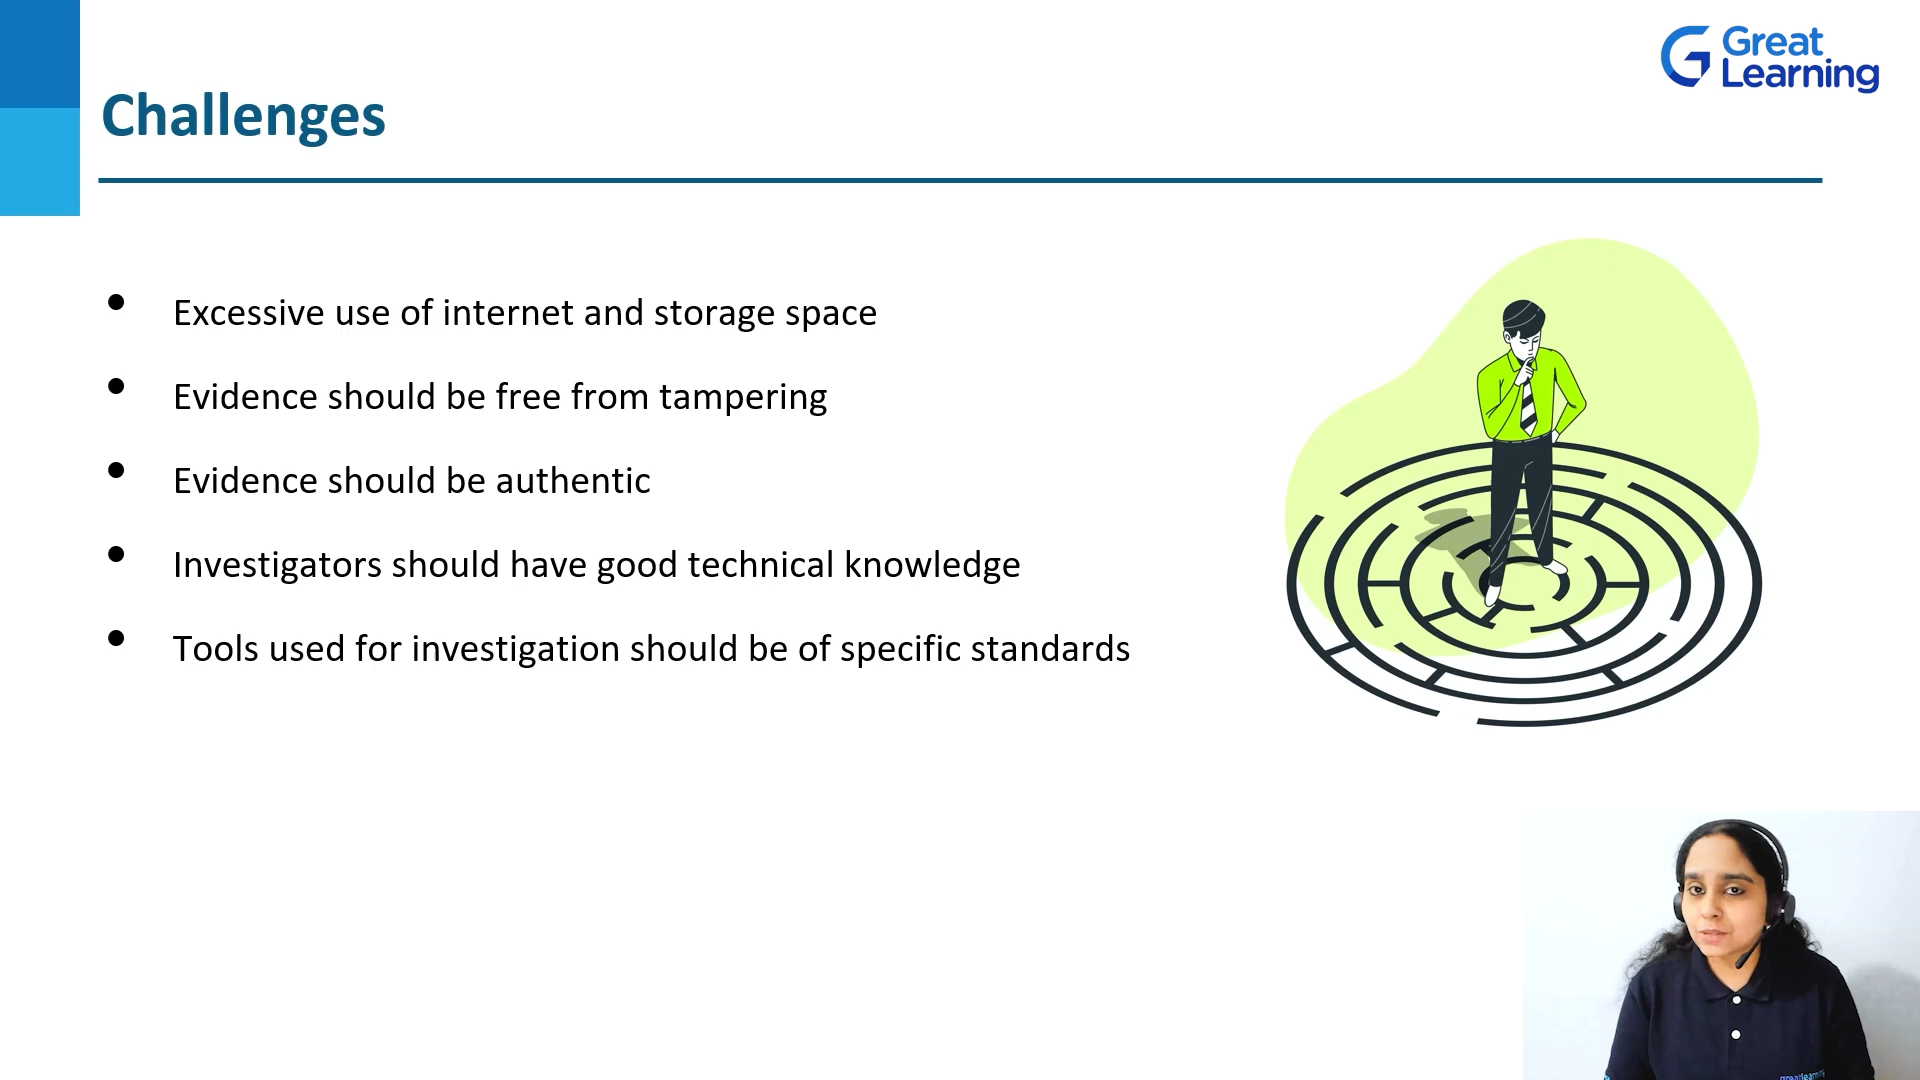 Great
Learning
Challenges
• Excessive use of internet and storage space
• Evidence should be free from tampering
• Evidence should be authentic
• Investigators should have good technical knowledge
• Tools used for investigation should be of specific standards
greatlearning